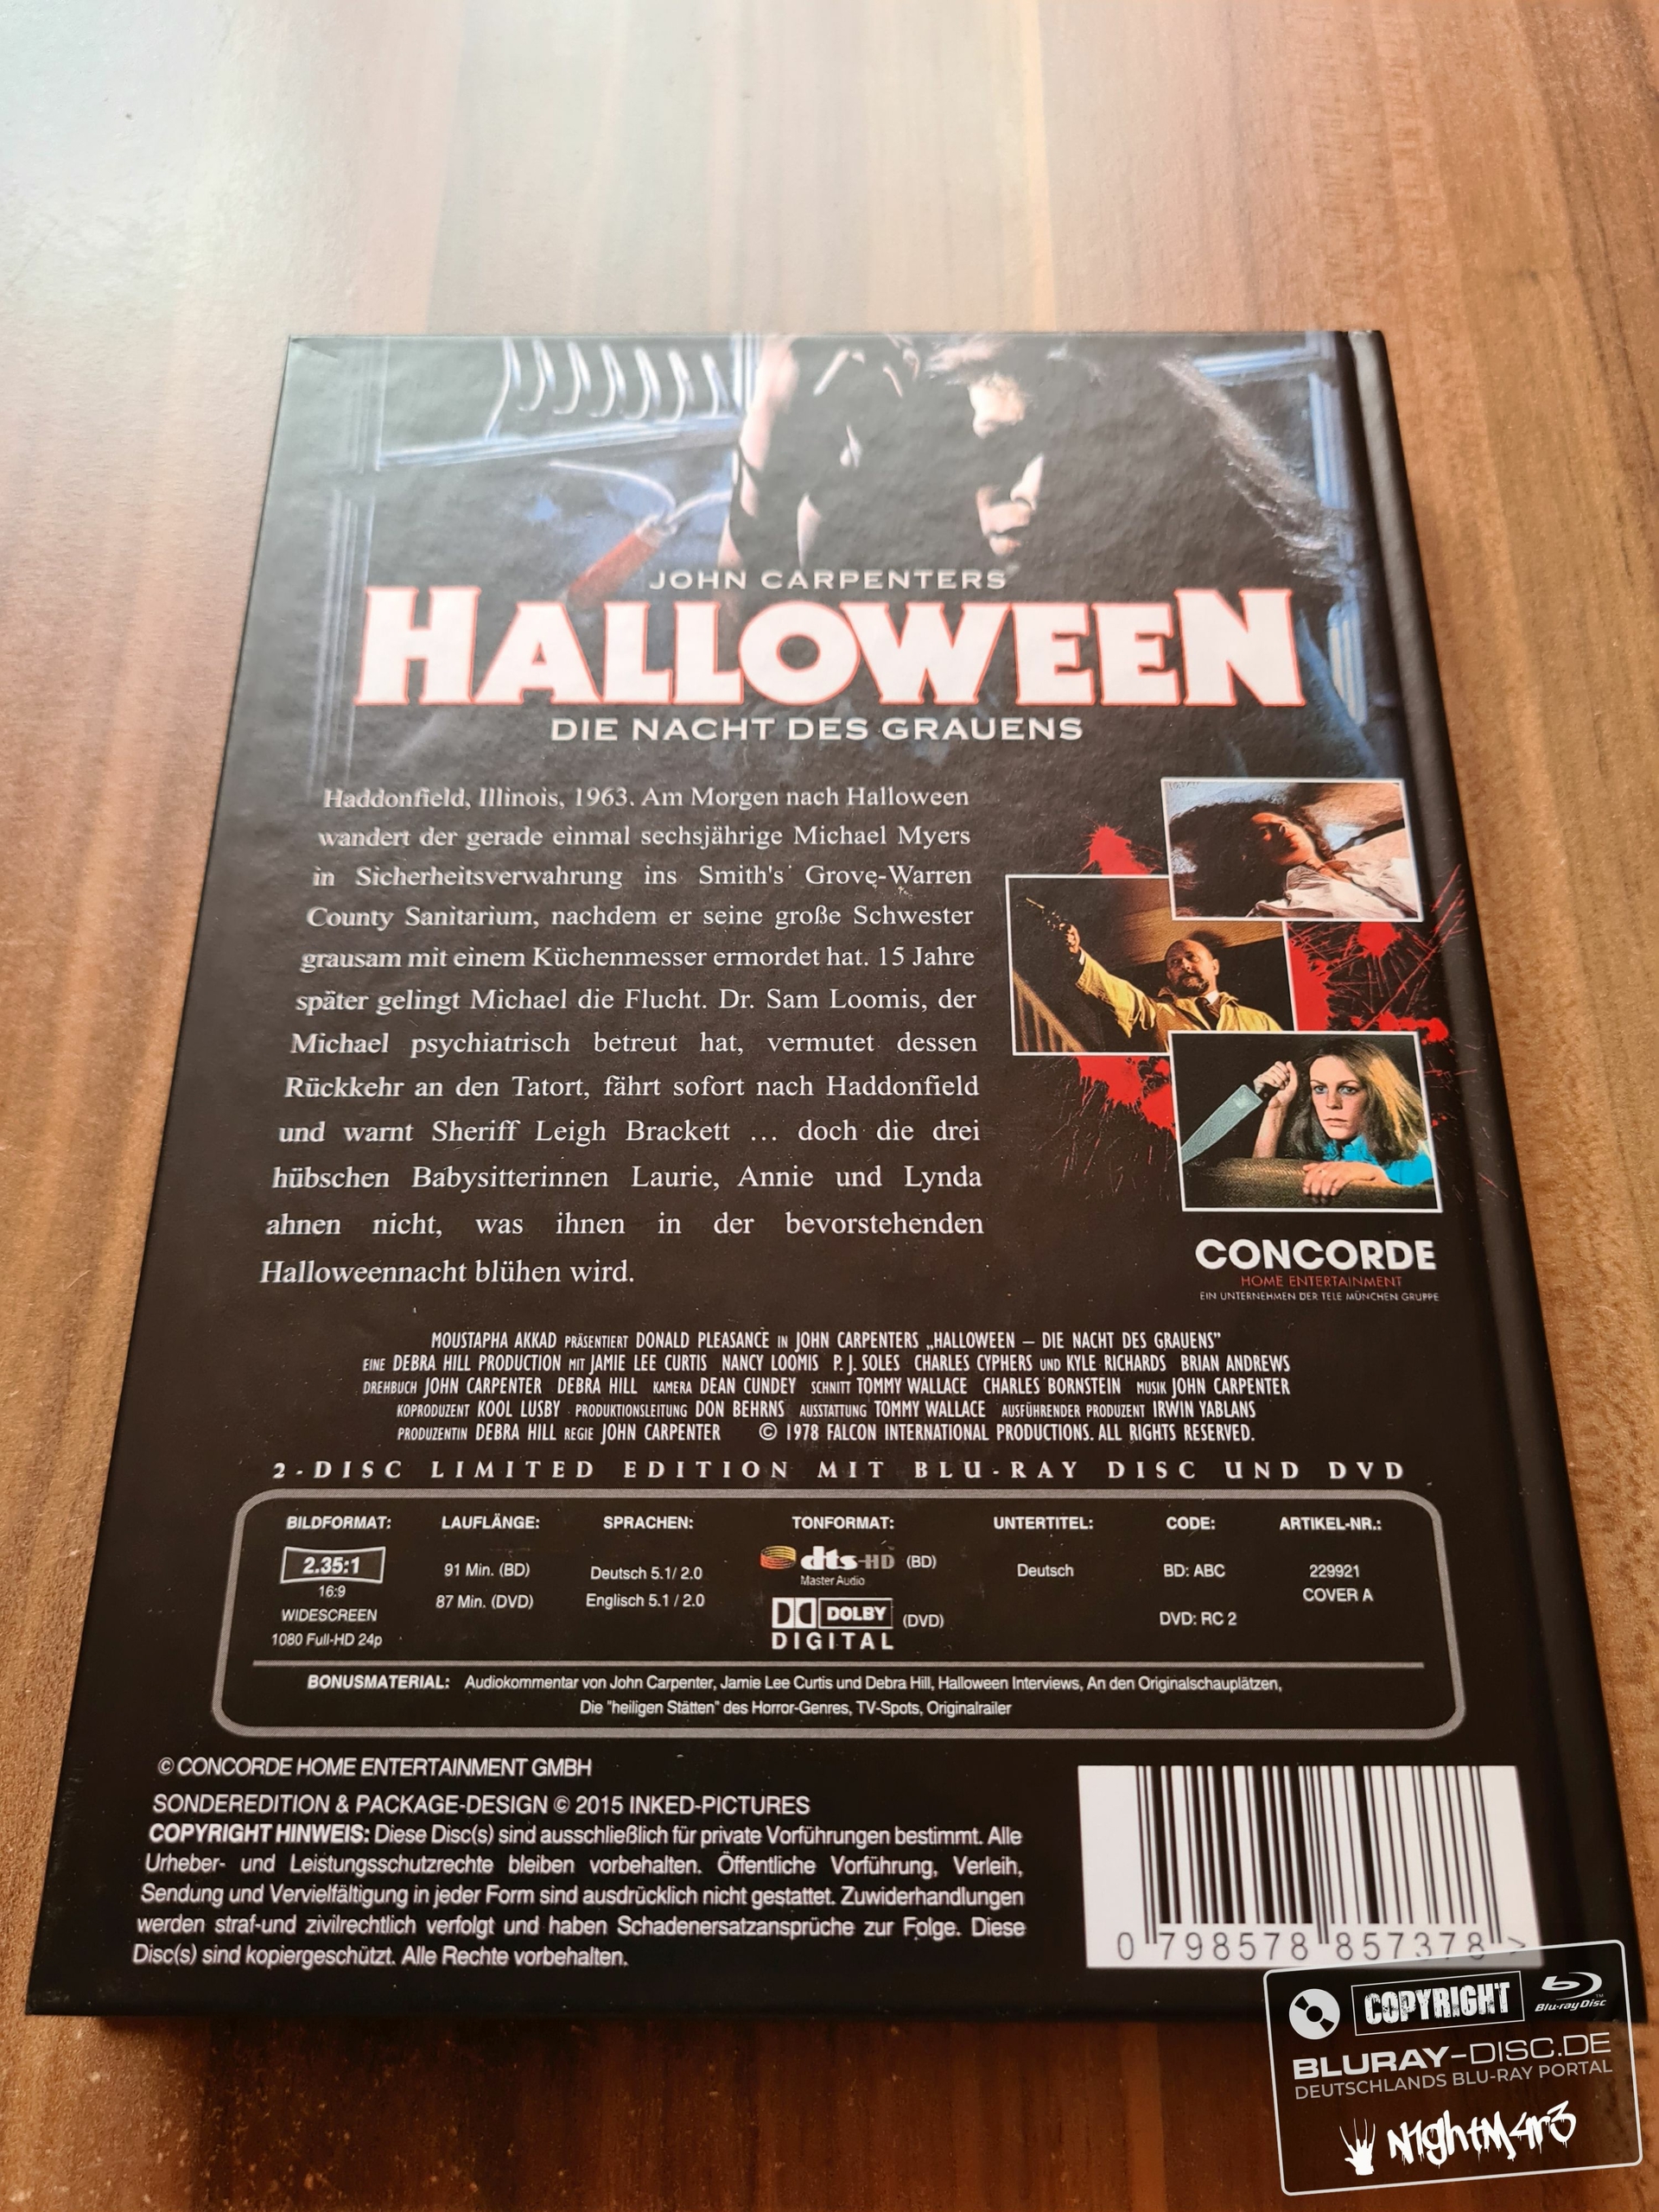 JOHN CARPENTERS
HALLOWEEN
DIE NACHT DES GRAUENS
Haddonfield, Illinois, 1963. Am Morgen nach Halloween
wandert der gerade einmal sechsjährige Michael Myers
in Sicherheitsverwahrung ins Smith's Grove-Warren
County Sanitarium, nachdem er seine große Schwester
grausam mit einem Küchenmesser ermordet hat. 15 Jahre
später gelingt Michael die Flucht. Dr. Sam Loomis, der
Michael psychiatrisch betreut hat, vermutet dessen
Rückkehr an den Tatort, fährt sofort nach Haddonfield
und warnt Sheriff Leigh Brackett ... doch die drei
hübschen Babysitterinnen Laurie, Annie und Lynda
ahnen nicht, was ihnen in der bevorstehenden
Halloweennacht blühen wird.
CONCORDE
HOME ENTERTAINMENT
EIN UNTERNEHMEN DER TELE MÜNCHEN GRUPPE
MOUSTAPHA AKKAD PRÄSENTIERT DONALD PLEASANCE IN JOHN CARPENTERS „HALLOWEEN – DIE NACHT DES GRAUENS”
EINE DEBRA HILL PRODUCTION MIT JAMIE LEE CURTIS NANCY LOOMIS P. J. SOLES CHARLES CYPHERS UND KYLE RICHARDS BRIAN ANDREWS
DREHBUCH JOHN CARPENTER DEBRA HILL KAMERA DEAN CUNDEY SCHNITT TOMMY WALLACE CHARLES BORNSTEIN MUSIK JOHN CARPENTER
KOPRODUZENT KOOL LUSBY PRODUKTIONSLEITUNG DON BEHRNS AUSSTATTUNG TOMMY WALLACE AUSFÜHRENDER PRODUZENT IRWIN YABLANS
PRODUZENTIN DEBRA HILL REGIE JOHN CARPENTER © 1978 FALCON INTERNATIONAL PRODUCTIONS. ALL RIGHTS RESERVED.
2-DISC LIMITED EDITION MIT BLU-RAY DISC UND DVD
BILDFORMAT: LAUFLÄNGE: SPRACHEN: TONFORMAT: UNTERTITEL: CODE: ARTIKEL-NR.:
2.35:1
16:9
WIDESCREEN
1080 Full-HD 24p
91 Min. (BD)
87 Min. (DVD)
Deutsch 5.1/ 2.0
Englisch 5.1 / 2.0
dts-HD (BD)
Master Audio
DOLBY (DVD)
DIGITAL
Deutsch
BD: ABC
DVD: RC 2
229921
COVER A
BONUSMATERIAL: Audiokommentar von John Carpenter, Jamie Lee Curtis und Debra Hill, Halloween Interviews, An den Originalschauplätzen,
Die "heiligen Stätten" des Horror-Genres, TV-Spots, Originalrailer
© CONCORDE HOME ENTERTAINMENT GMBH
SONDEREDITION & PACKAGE-DESIGN © 2015 INKED-PICTURES
COPYRIGHT HINWEIS: Diese Disc(s) sind ausschließlich für private Vorführungen bestimmt. Alle
Urheber- und Leistungsschutzrechte bleiben vorbehalten. Öffentliche Vorführung, Verleih,
Sendung und Vervielfältigung in jeder Form sind ausdrücklich nicht gestattet. Zuwiderhandlungen
werden straf-und zivilrechtlich verfolgt und haben Schadenersatzansprüche zur Folge. Diese
Disc(s) sind kopiergeschützt. Alle Rechte vorbehalten.
0 798578 857378 >
COPYRIGHT
Blu-ray Disc
BLURAY-DISC.DE
DEUTSCHLANDS BLU-RAY PORTAL
N1ghtM4r3